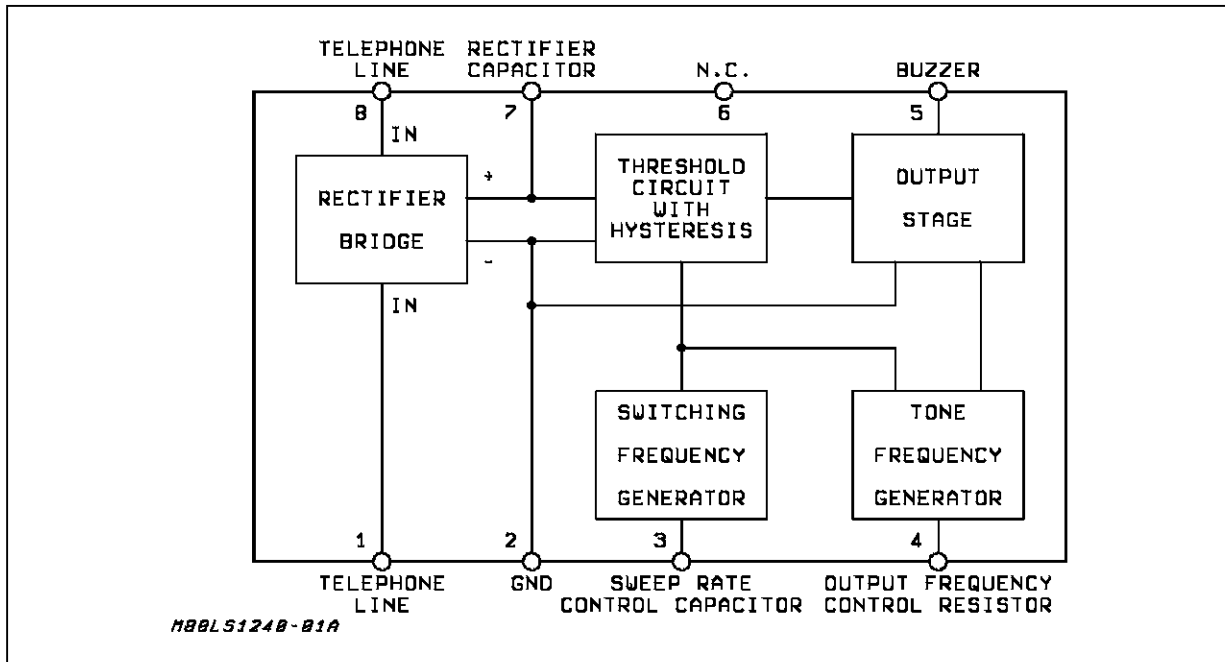 TELEPHONE LINE
RECTIFIER CAPACITOR
N.C.
BUZZER
8
7
6
5
IN
RECTIFIER
BRIDGE
+
-
THRESHOLD
CIRCUIT
WITH
HYSTERESIS
OUTPUT
STAGE
IN
SWITCHING
FREQUENCY
GENERATOR
TONE
FREQUENCY
GENERATOR
1
2
3
4
TELEPHONE
LINE
GND
SWEEP RATE
CONTROL CAPACITOR
OUTPUT FREQUENCY
CONTROL RESISTOR
M88LS1240-01A